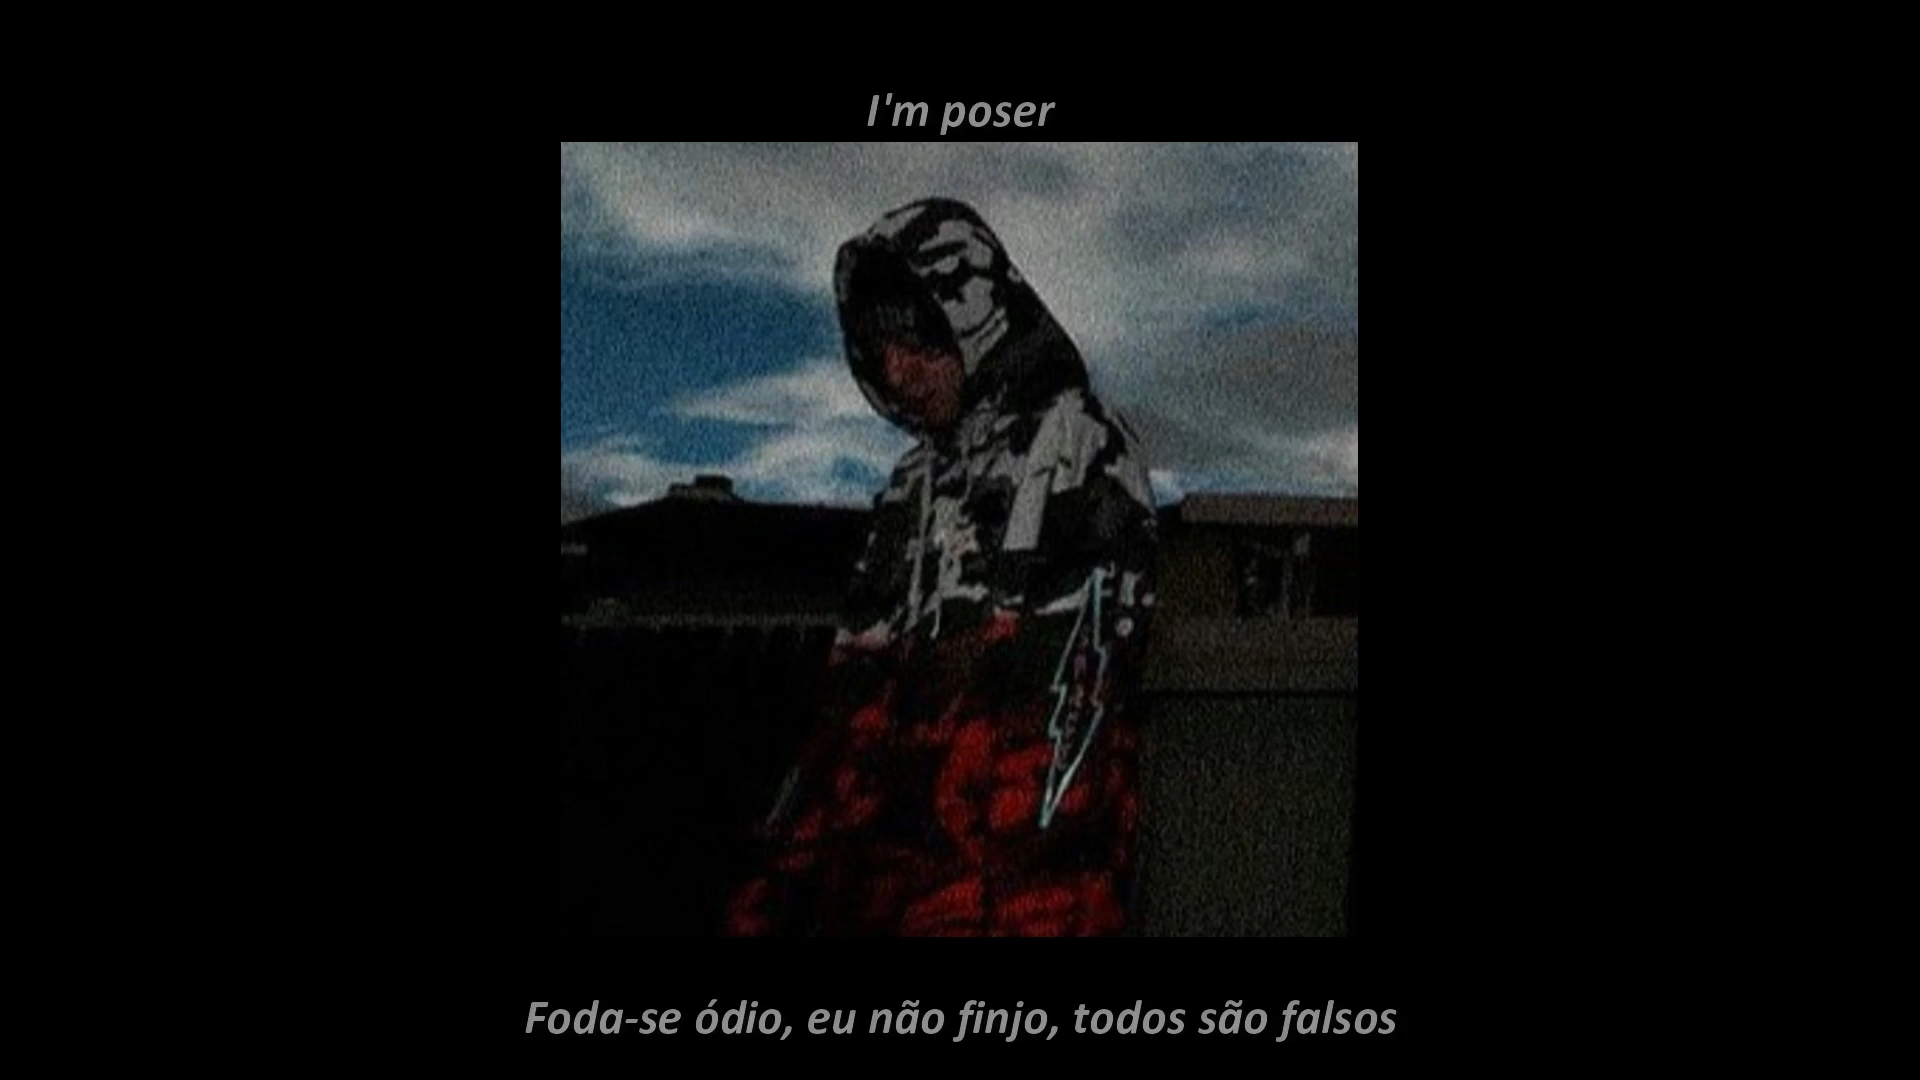 I'm poser
Foda-se ódio, eu não finjo, todos são falsos